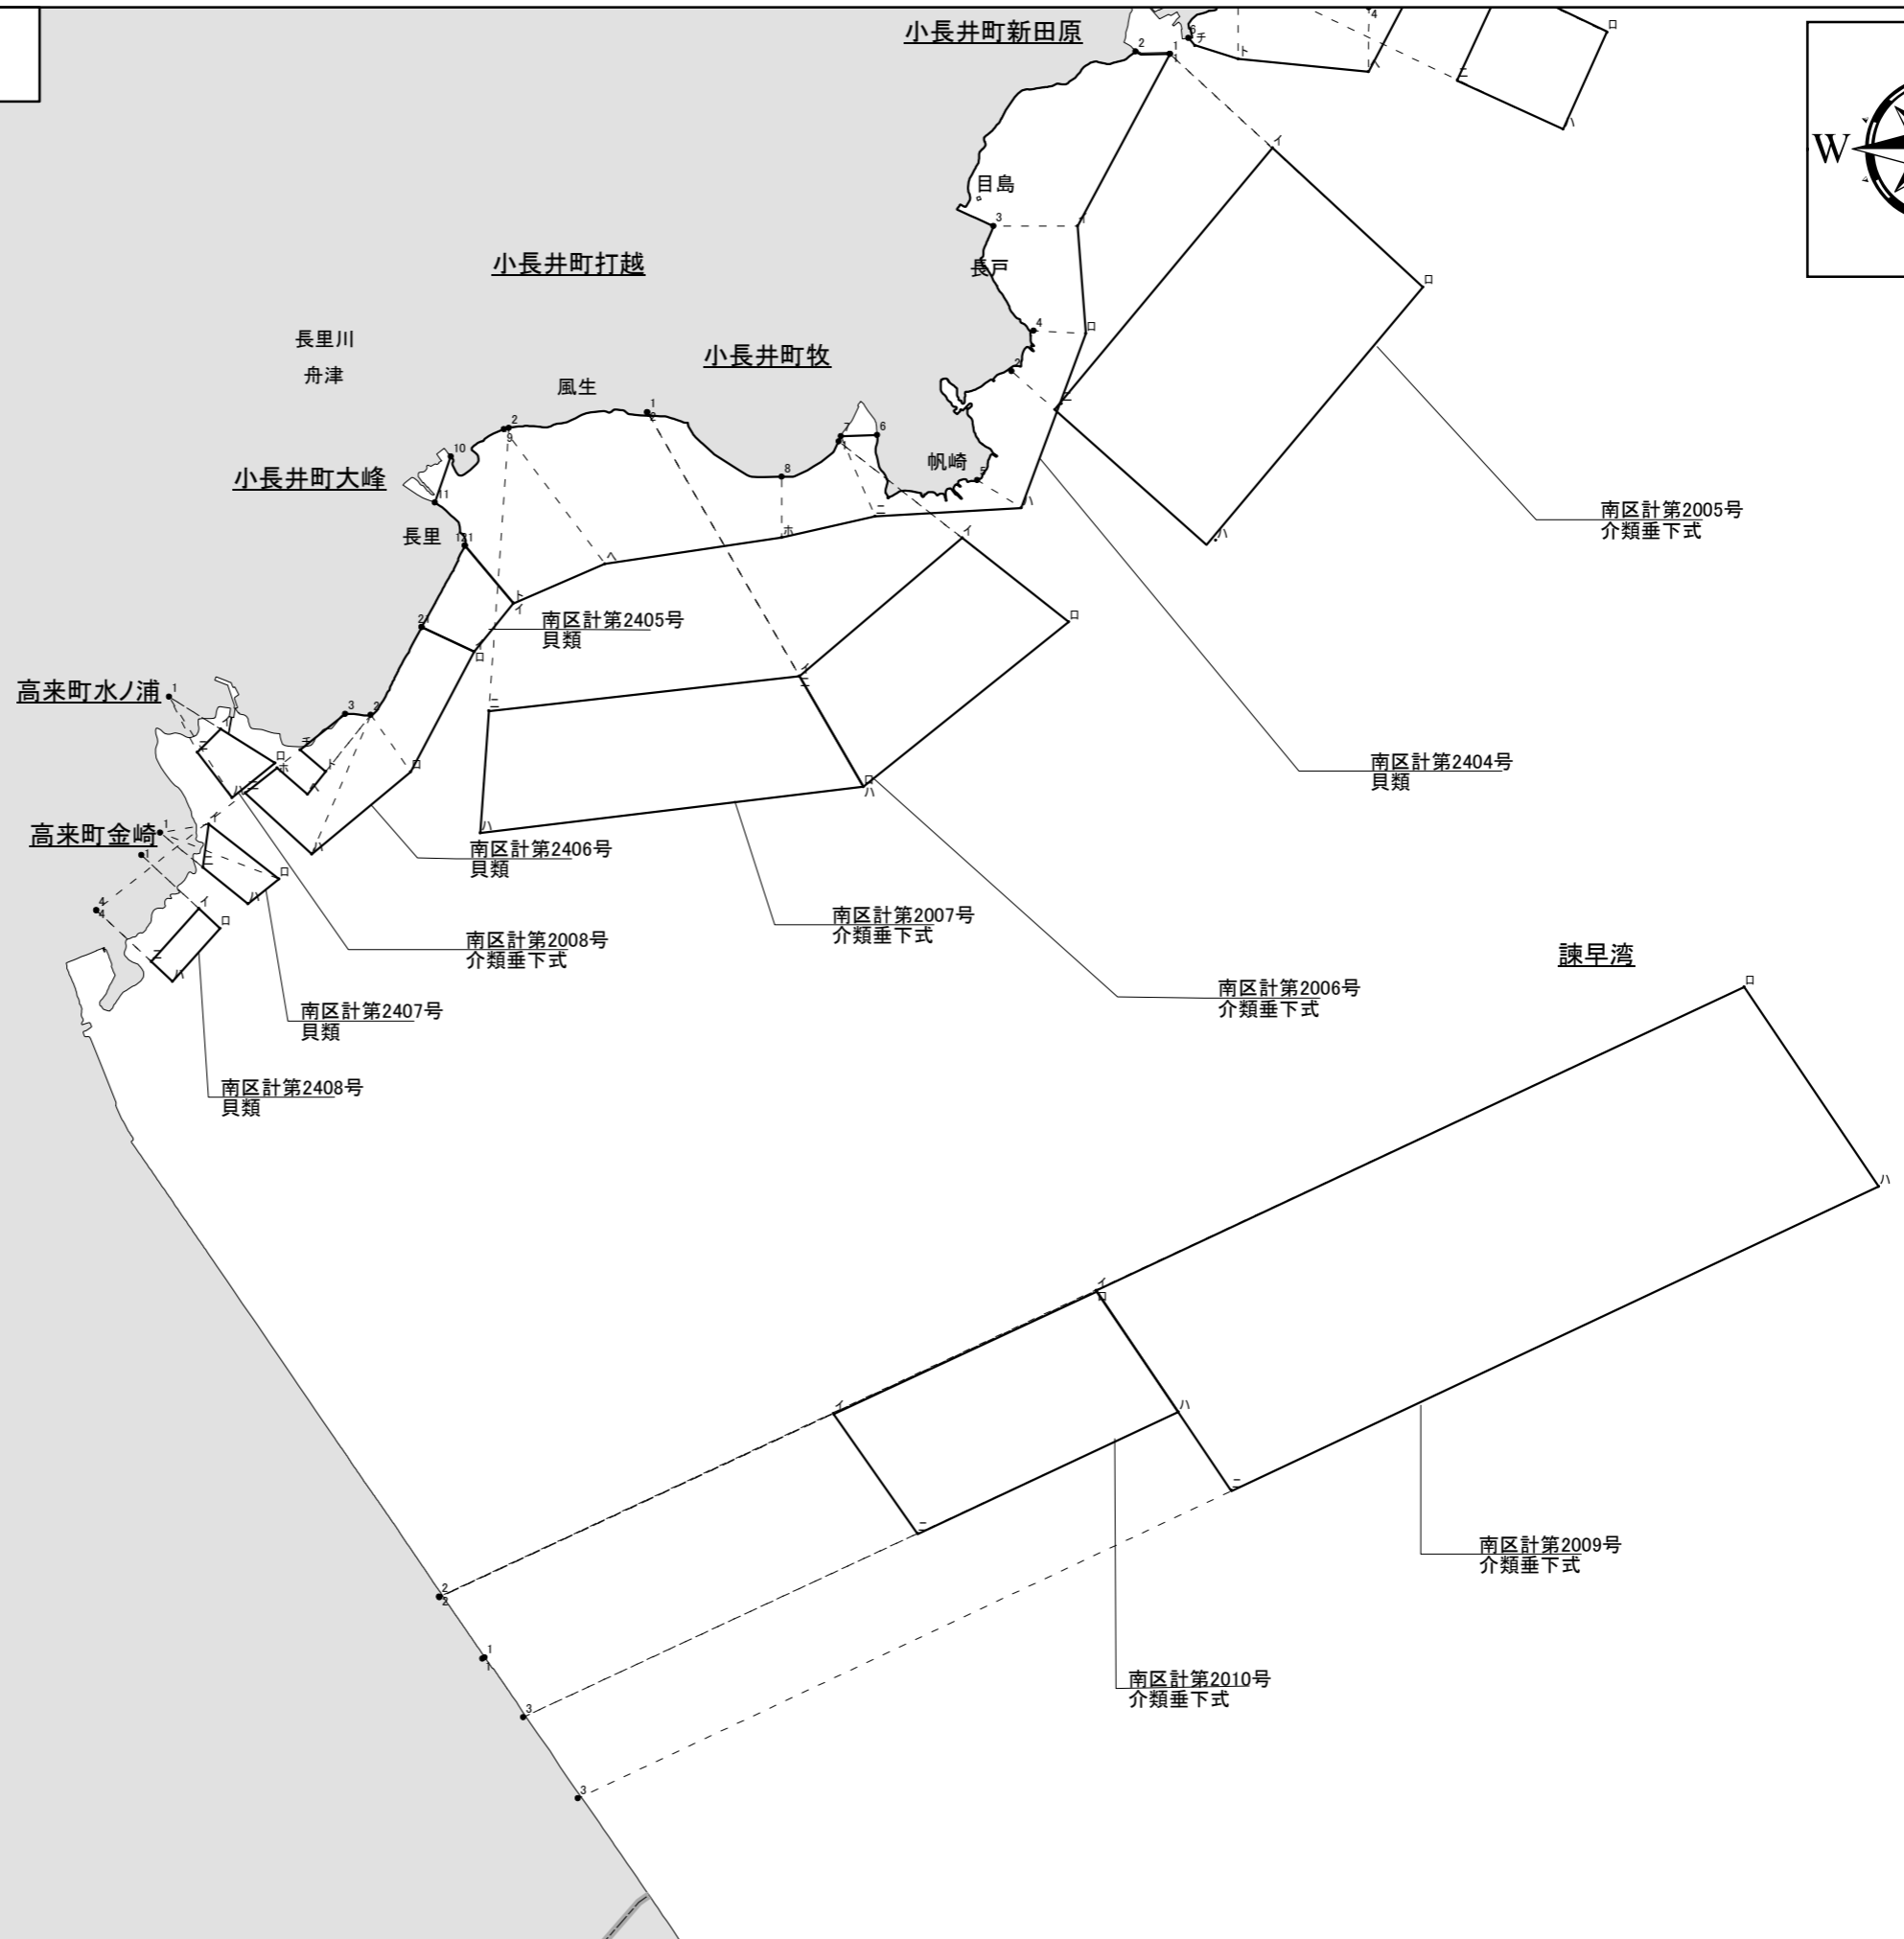 小長井町新田原
W
目島
長戸
小長井町打越
長里川
舟津
小長井町牧
風生
帆崎
小長井町大峰
長里
南区計第2005号
介類垂下式
南区計第2405号
貝類
高来町水ノ浦
南区計第2404号
貝類
高来町金崎
南区計第2406号
貝類
南区計第2007号
介類垂下式
南区計第2008号
介類垂下式
諫早湾
南区計第2006号
介類垂下式
南区計第2407号
貝類
南区計第2408号
貝類
南区計第2009号
介類垂下式
南区計第2010号
介類垂下式